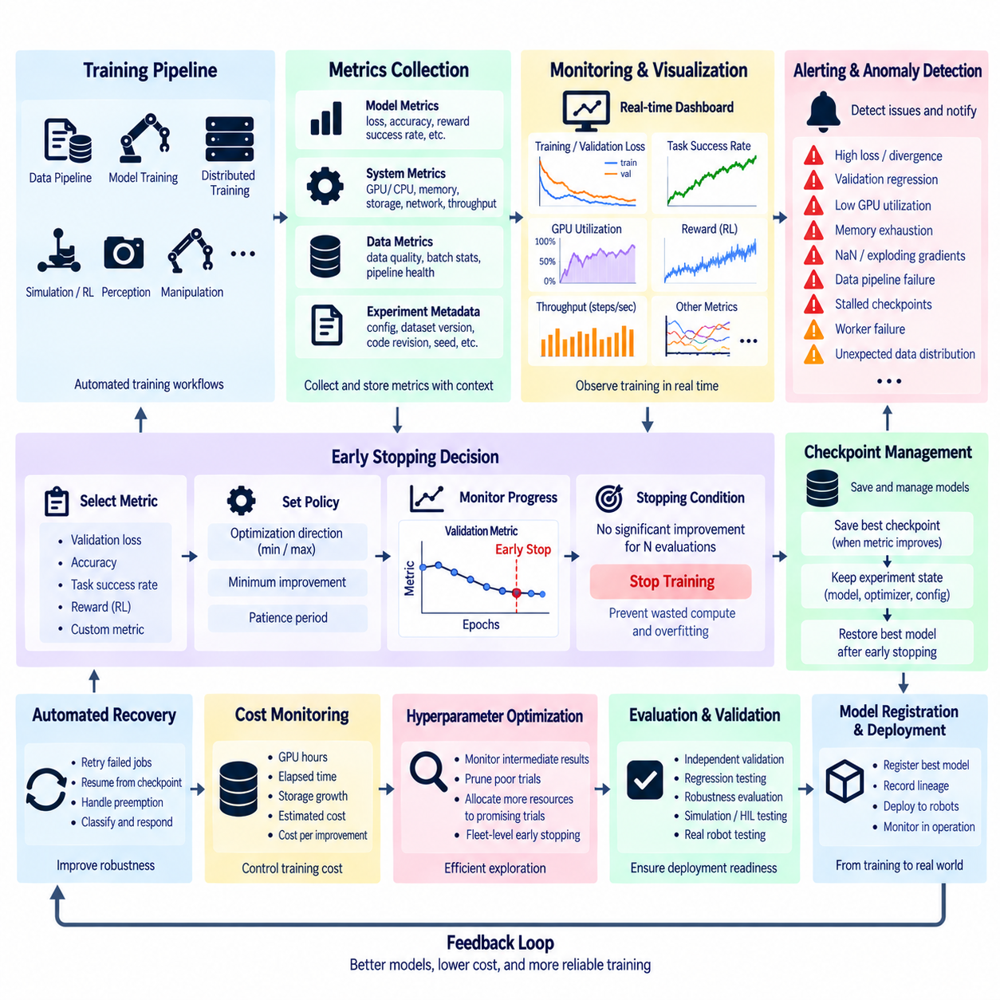 Training Pipeline
Data Pipeline
Model Training
Distributed
Training
Simulation / RL
Perception
Manipulation
...
Automated training workflows
Metrics Collection
Model Metrics
loss, accuracy, reward
success rate, etc.
System Metrics
GPU/ CPU, memory,
storage, network, throughput
Data Metrics
data quality, batch stats,
pipeline health
Experiment Metadata
config, dataset version,
code revision, seed, etc.
Collect and store metrics with context
Monitoring & Visualization
Real-time Dashboard
Training / Validation Loss
train
val
Task Success Rate
GPU Utilization
100%
50%
0%
Reward (RL)
Throughput (steps/sec)
Other Metrics
...
Observe training in real time
Alerting & Anomaly Detection
Detect issues and notify
High loss / divergence
Validation regression
Low GPU utilization
Memory exhaustion
NaN / exploding gradients
Data pipeline failure
Stalled checkpoints
Worker failure
Unexpected data distribution
...
Early Stopping Decision
Select Metric
• Validation loss
• Accuracy
• Task success rate
• Reward (RL)
• Custom metric
Set Policy
Optimization direction
(min / max)
Minimum improvement
Patience period
Monitor Progress
Validation Metric
Early Stop
Metric
Epochs
Stopping Condition
No significant improvement
for N evaluations
Stop Training
Prevent wasted compute
and overfitting
Checkpoint Management
Save and manage models
Save best checkpoint
(when metric improves)
Keep experiment state
(model, optimizer, config)
Restore best model
after early stopping
Automated Recovery
• Retry failed jobs
• Resume from checkpoint
• Handle preemption
• Classify and respond
Improve robustness
Cost Monitoring
• GPU hours
• Elapsed time
• Storage growth
• Estimated cost
• Cost per improvement
Control training cost
Hyperparameter Optimization
• Monitor intermediate results
• Prune poor trials
• Allocate more resources
to promising trials
• Fleet-level early stopping
Efficient exploration
Evaluation & Validation
• Independent validation
• Regression testing
• Robustness evaluation
• Simulation / HIL testing
• Real robot testing
Ensure deployment readiness
Model Registration
& Deployment
• Register best model
• Record lineage
• Deploy to robots
• Monitor in operation
From training to real world
Feedback Loop
Better models, lower cost, and more reliable training